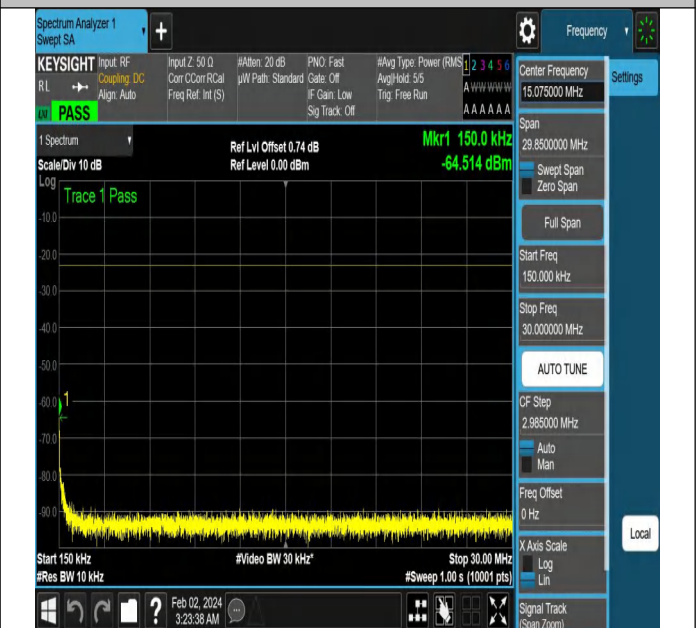 Spectrum Analyzer 1
Swept SA
Frequency
KEYSIGHT
RL
PASS
Input: RF
Coupling: DC
Align: Auto
Input Z: 50 Ω
Corr CCorr RCal
Freq Ref: Int (S)
#Atten: 20 dB
µW Path: Standard
PNO: Fast
Gate: Off
IF Gain: Low
Sig Track: Off
#Avg Type: Power (RMS
Avg|Hold: 5/5
Trig: Free Run
1 2 3 4 5 6
A W W W W W
A A A A A A
1 Spectrum
Scale/Div 10 dB
Ref Lvl Offset 0.74 dB
Ref Level 0.00 dBm
Mkr1 150.0 kHz
-64.514 dBm
Log
Trace 1 Pass
-10.0
-20.0
-30.0
-40.0
-50.0
-60.0
1
-70.0
-80.0
-90.0
Start 150 kHz
#Video BW 30 kHz*
Stop 30.00 MHz
#Res BW 10 kHz
#Sweep 1.00 s (10001 pts)
Feb 02, 2024
3:23:38 AM
Center Frequency
15.075000 MHz
Settings
Span
29.8500000 MHz
Swept Span
Zero Span
Full Span
Start Freq
150.000 kHz
Stop Freq
30.000000 MHz
AUTO TUNE
CF Step
2.985000 MHz
Auto
Man
Freq Offset
0 Hz
Local
X Axis Scale
Log
Lin
Signal Track
(Span Zoom)